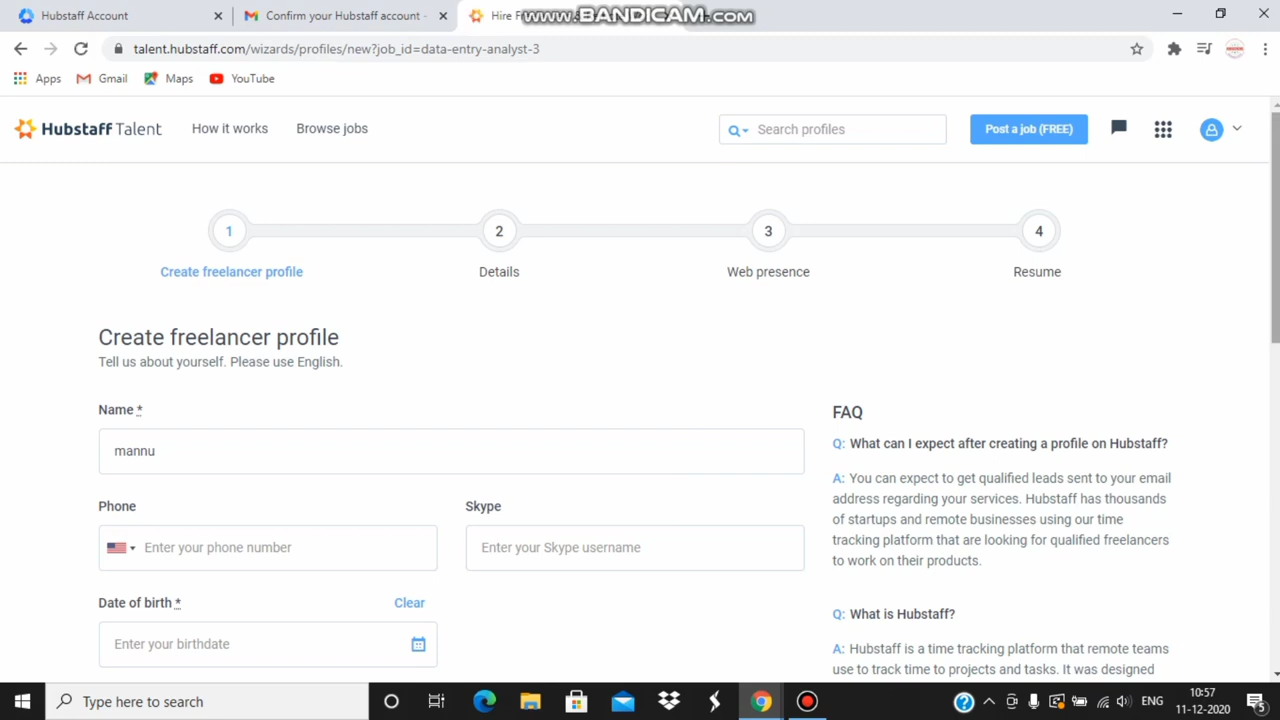 Hubstaff Account
Confirm your Hubstaff account -
Hire F
www.BANDICAM.com
talent.hubstaff.com/wizards/profiles/new?job_id=data-entry-analyst-3
Apps Gmail Maps YouTube
Hubstaff Talent How it works Browse jobs Search profiles Post a job (FREE)
1 2 3 4
Create freelancer profile Details Web presence Resume
Create freelancer profile
Tell us about yourself. Please use English.
Name *
mannu
Phone Skype
Enter your phone number Enter your Skype username
Date of birth * Clear
Enter your birthdate
FAQ
Q: What can I expect after creating a profile on Hubstaff?
A: You can expect to get qualified leads sent to your email
address regarding your services. Hubstaff has thousands
of startups and remote businesses using our time
tracking platform that are looking for qualified freelancers
to work on their products.
Q: What is Hubstaff?
A: Hubstaff is a time tracking platform that remote teams
use to track time to projects and tasks. It was designed
Type here to search
ENG
10:57
11-12-2020
5